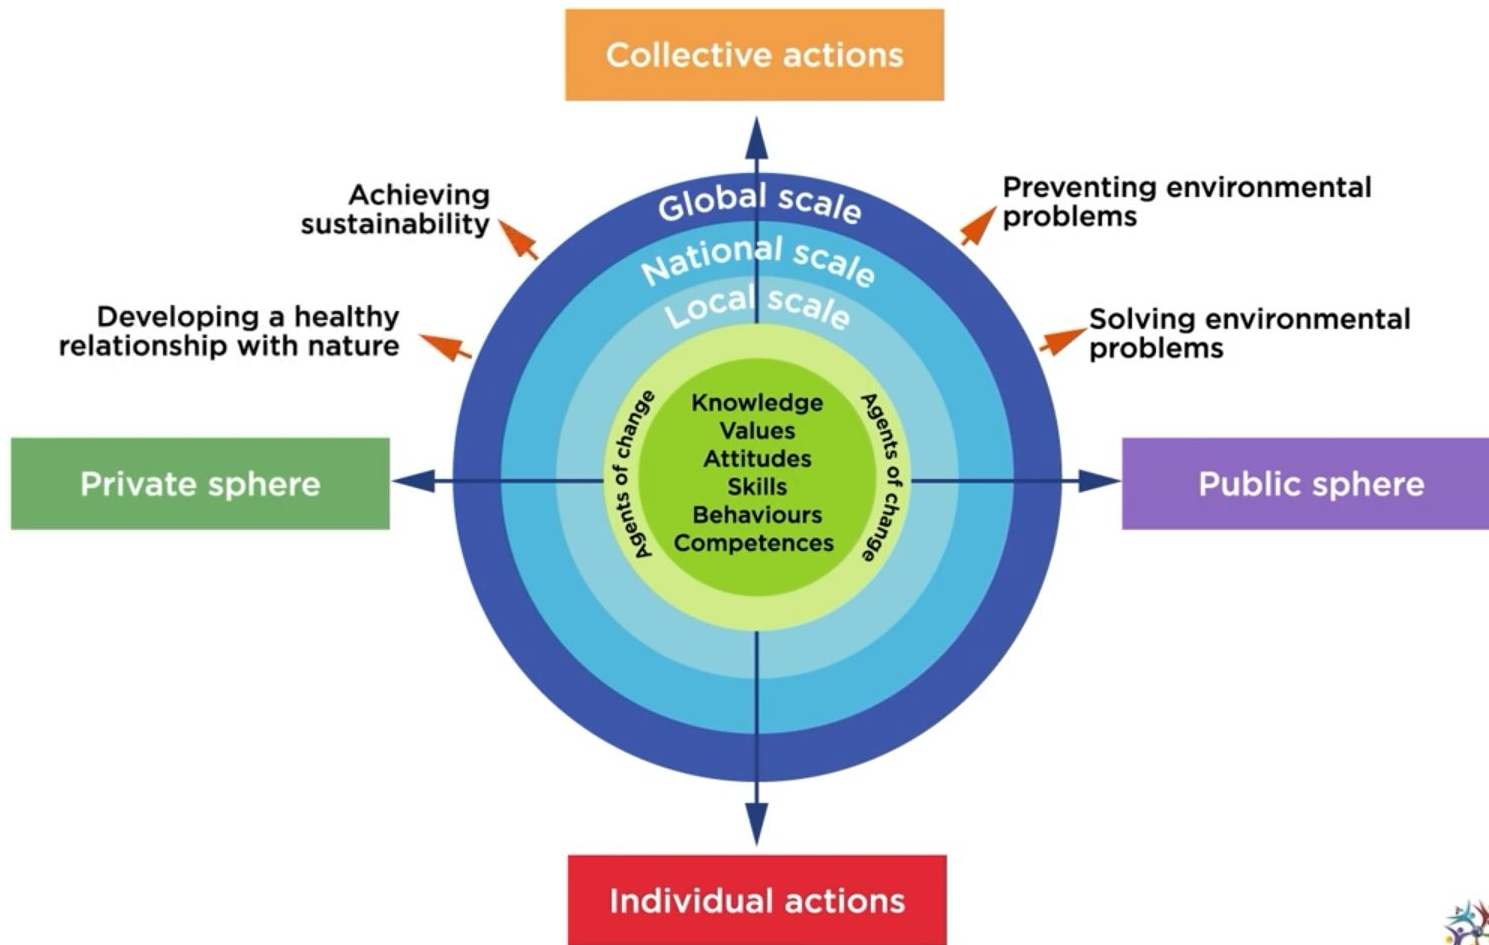 Collective actions
Achieving
sustainability
Preventing environmental
problems
Global scale
National scale
Local scale
Developing a healthy
relationship with nature
Solving environmental
problems
Agents of change
Knowledge
Values
Attitudes
Skills
Behaviours
Competences
Agents of change
Private sphere
Public sphere
Individual actions